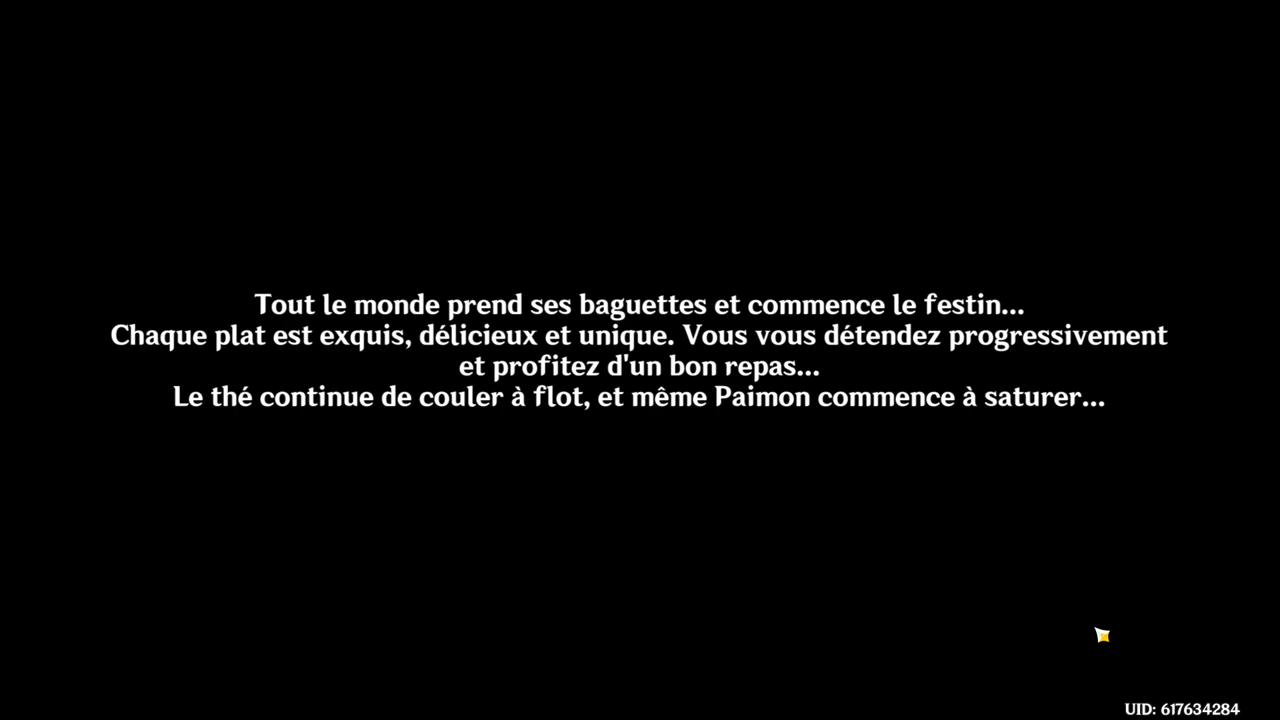 Tout le monde prend ses baguettes et commence le festin...
Chaque plat est exquis, délicieux et unique. Vous vous détendez progressivement
et profitez d'un bon repas...
Le thé continue de couler à flot, et même Paimon commence à saturer...
UID: 617634284